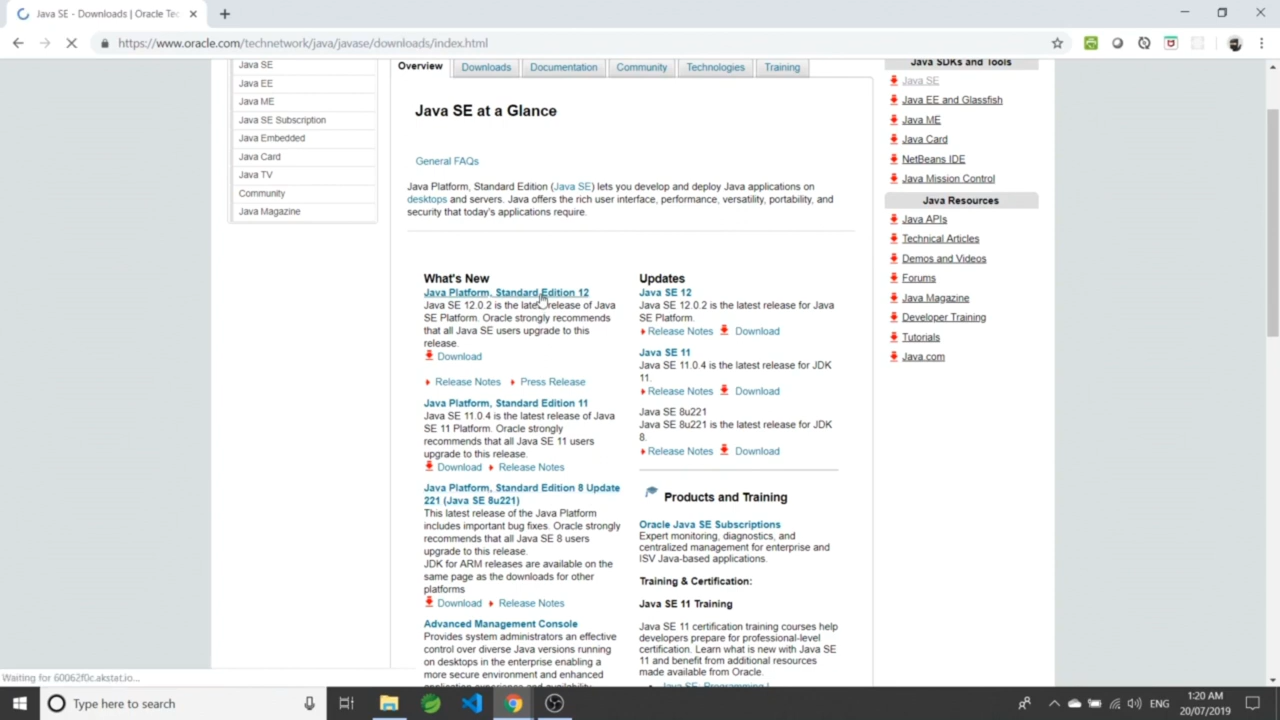 Java SE - Downloads | Oracle Tec
https://www.oracle.com/technetwork/java/javase/downloads/index.html
Java SE
Java EE
Java ME
Java SE Subscription
Java Embedded
Java Card
Java TV
Community
Java Magazine
Overview
Downloads
Documentation
Community
Technologies
Training
Java SE at a Glance
General FAQs
Java Platform, Standard Edition (Java SE) lets you develop and deploy Java applications on
desktops and servers. Java offers the rich user interface, performance, versatility, portability, and
security that today's applications require.
What's New
Java Platform, Standard Edition 12
Java SE 12.0.2 is the latest release of Java
SE Platform. Oracle strongly recommends
that all Java SE users upgrade to this
release.
Download
Release Notes Press Release
Java Platform, Standard Edition 11
Java SE 11.0.4 is the latest release of Java
SE 11 Platform. Oracle strongly
recommends that all Java SE 11 users
upgrade to this release.
Download Release Notes
Java Platform, Standard Edition 8 Update
221 (Java SE 8u221)
This latest release of the Java Platform
includes important bug fixes. Oracle strongly
recommends that all Java SE 8 users
upgrade to this release.
JDK for ARM releases are available on the
same page as the downloads for other
platforms
Download Release Notes
Advanced Management Console
Provides system administrators an effective
control over diverse Java versions running
on desktops in the enterprise enabling a
more secure environment and enhanced
Updates
Java SE 12
Java SE 12.0.2 is the latest release for Java
SE Platform.
Release Notes Download
Java SE 11
Java SE 11.0.4 is the latest release for JDK
11.
Release Notes Download
Java SE 8u221
Java SE 8u221 is the latest release for JDK
8.
Release Notes Download
Products and Training
Oracle Java SE Subscriptions
Expert monitoring, diagnostics, and
centralized management for enterprise and
ISV Java-based applications.
Training & Certification:
Java SE 11 Training
Java SE 11 certification training courses help
developers prepare for professional-level
certification. Learn what is new with Java SE
11 and benefit from additional resources
made available from Oracle.
Java SE: Programming I
Java SDKs and Tools
Java SE
Java EE and Glassfish
Java ME
Java Card
NetBeans IDE
Java Mission Control
Java Resources
Java APIs
Technical Articles
Demos and Videos
Forums
Java Magazine
Developer Training
Tutorials
Java.com
Waiting for 60062f0c.akstat.io...
Type here to search
ENG
1:20 AM
20/07/2019